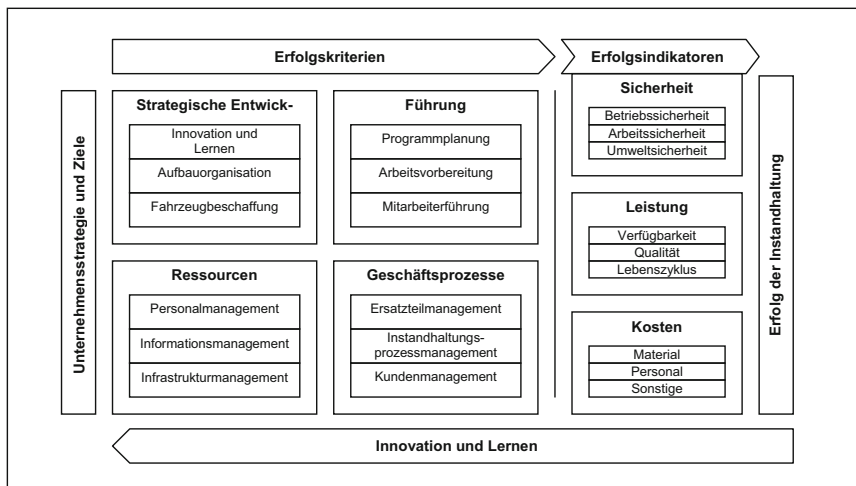 Erfolgskriterien
Erfolgsindikatoren
Unternehmensstrategie und Ziele
Strategische Entwick-
Innovation und
Lernen
Aufbauorganisation
Fahrzeugbeschaffung
Führung
Programmplanung
Arbeitsvorbereitung
Mitarbeiterführung
Ressourcen
Personalmanagement
Informationsmanagement
Infrastrukturmanagement
Geschäftsprozesse
Ersatzteilmanagement
Instandhaltungs-
prozessmanagement
Kundenmanagement
Sicherheit
Betriebssicherheit
Arbeitssicherheit
Umweltsicherheit
Leistung
Verfügbarkeit
Qualität
Lebenszyklus
Kosten
Material
Personal
Sonstige
Erfolg der Instandhaltung
Innovation und Lernen